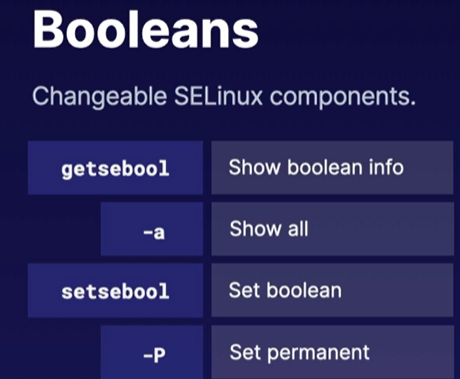 Booleans
Changeable SELinux components.
getsebool Show boolean info
-a Show all
setsebool Set boolean
-P Set permanent